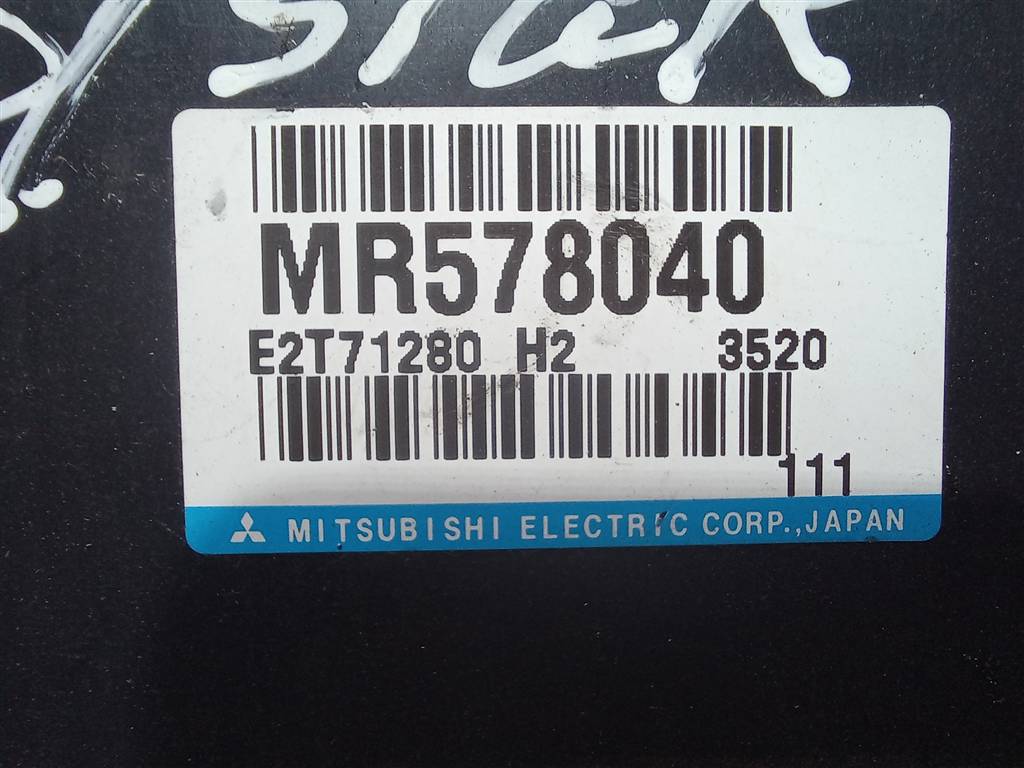 MR578040
E2T71280 H2 3520
111
MITSUBISHI ELECTRIC CORP.,JAPAN